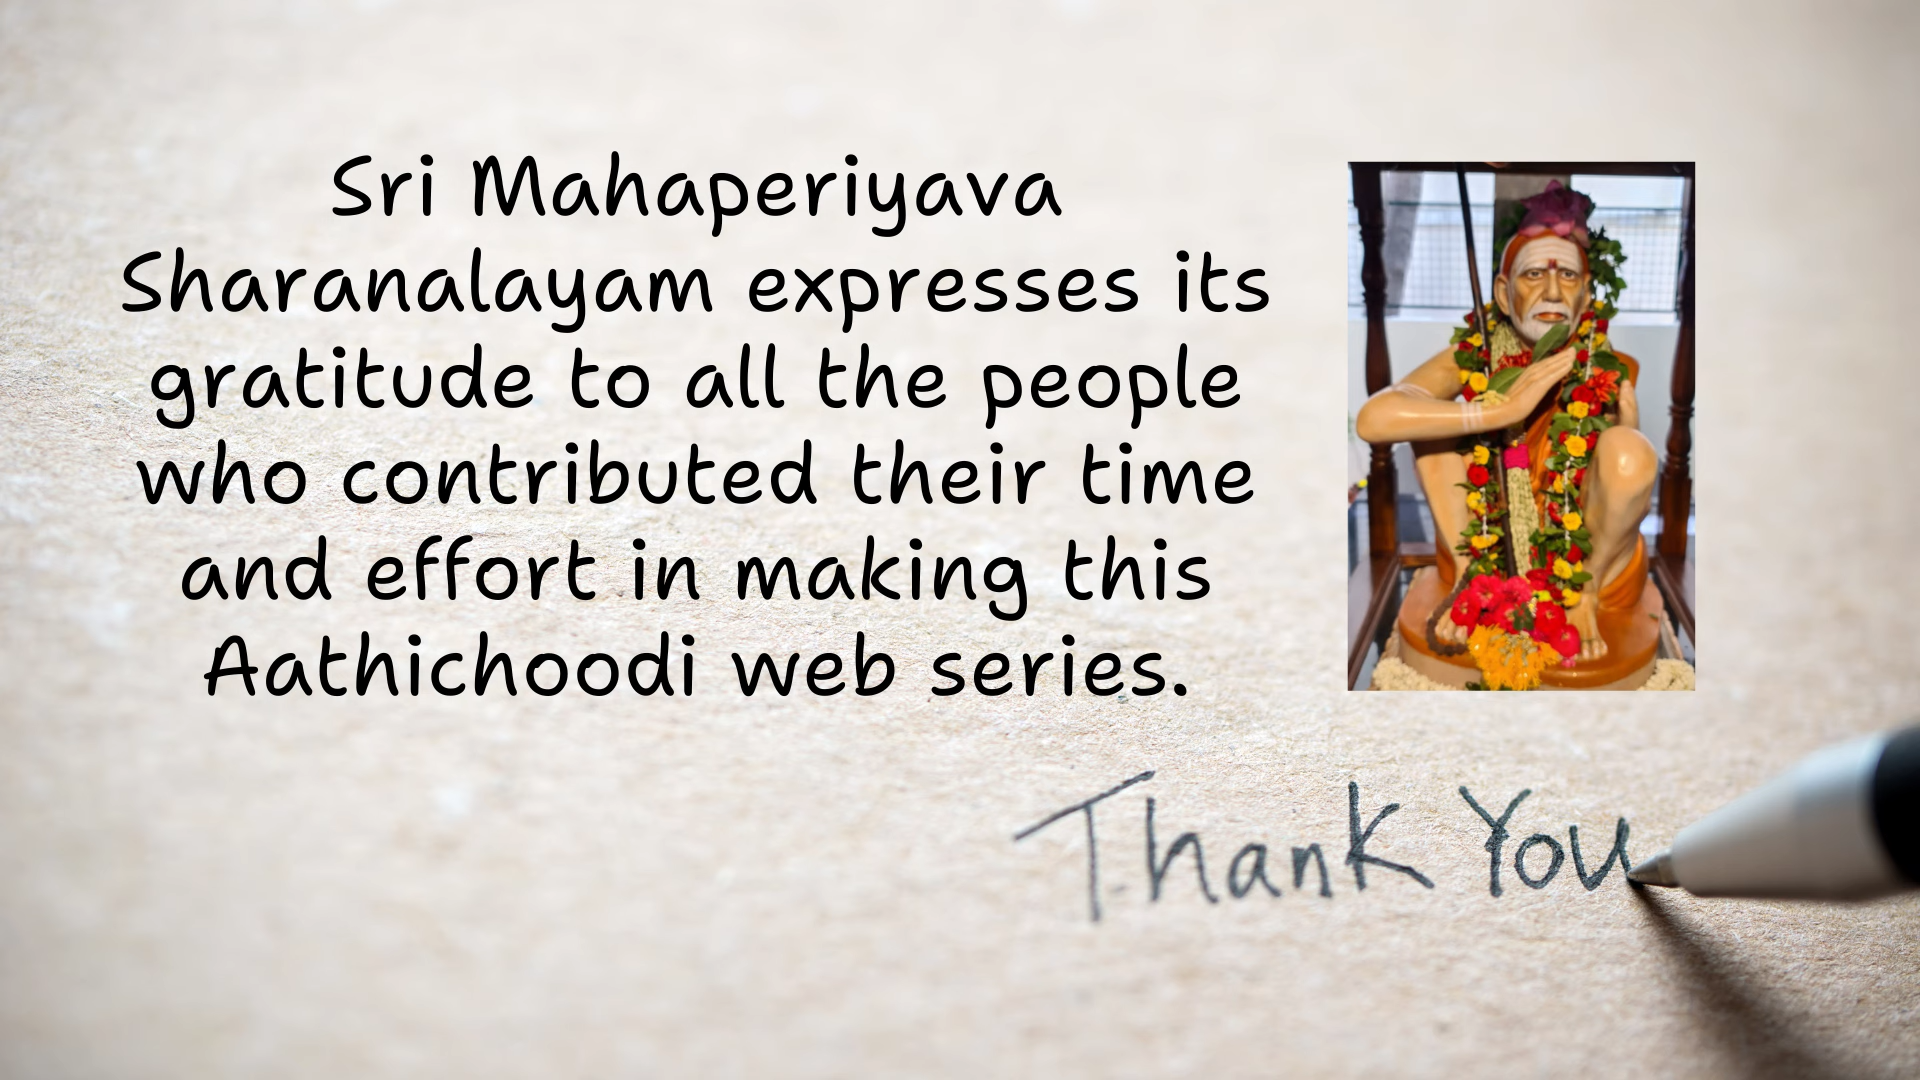 Sri Mahaperiyava
Sharanalayam expresses its
gratitude to all the people
who contributed their time
and effort in making this
Aathichoodi web series.
Thank You